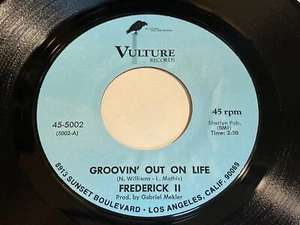 VULTURE
RECORDS
45-5002
(5002-A)
45 rpm
Sherlyn Pub.
(BMI)
Time: 2:50
GROOVIN' OUT ON LIFE
(N. Williams - L. Mathis)
FREDERICK II
Prod. by Gabriel Mekler
8913 SUNSET BOULEVARD • LOS ANGELES, CALIF. 90069